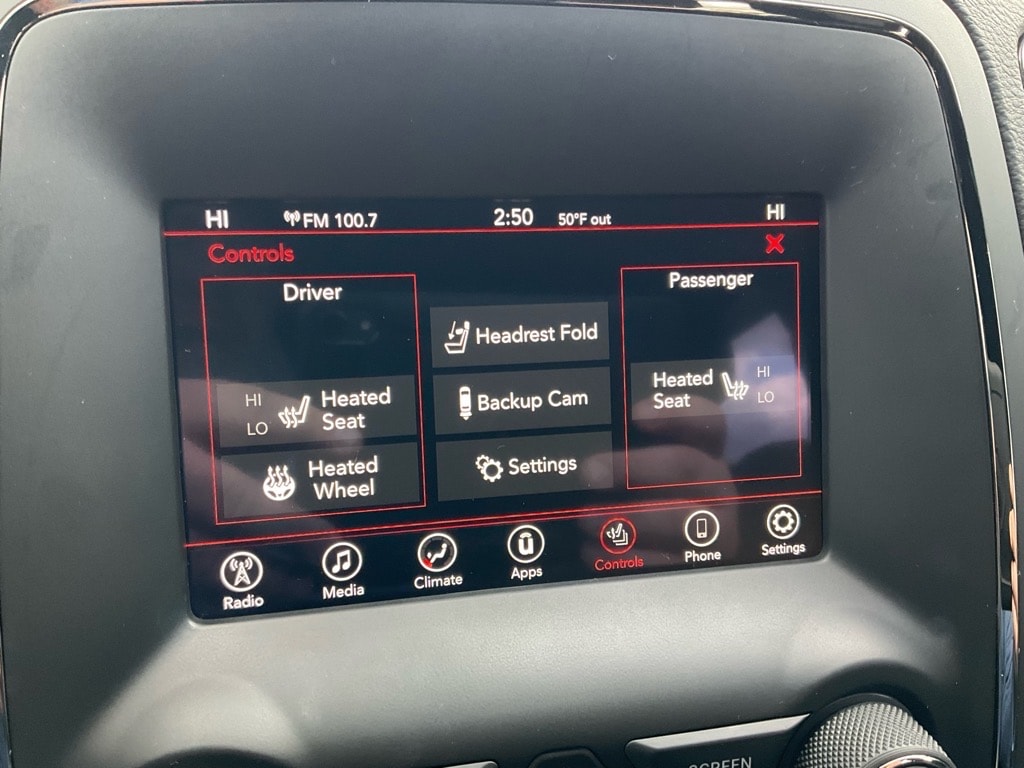 HI FM 100.7 2:50 50°F out HI
Controls
Driver
HI
LO
Heated
Seat
Heated
Wheel
Headrest Fold
Backup Cam
Settings
Passenger
Heated
Seat
HI
LO
Radio Media Climate Apps Controls Phone Settings
SCREEN